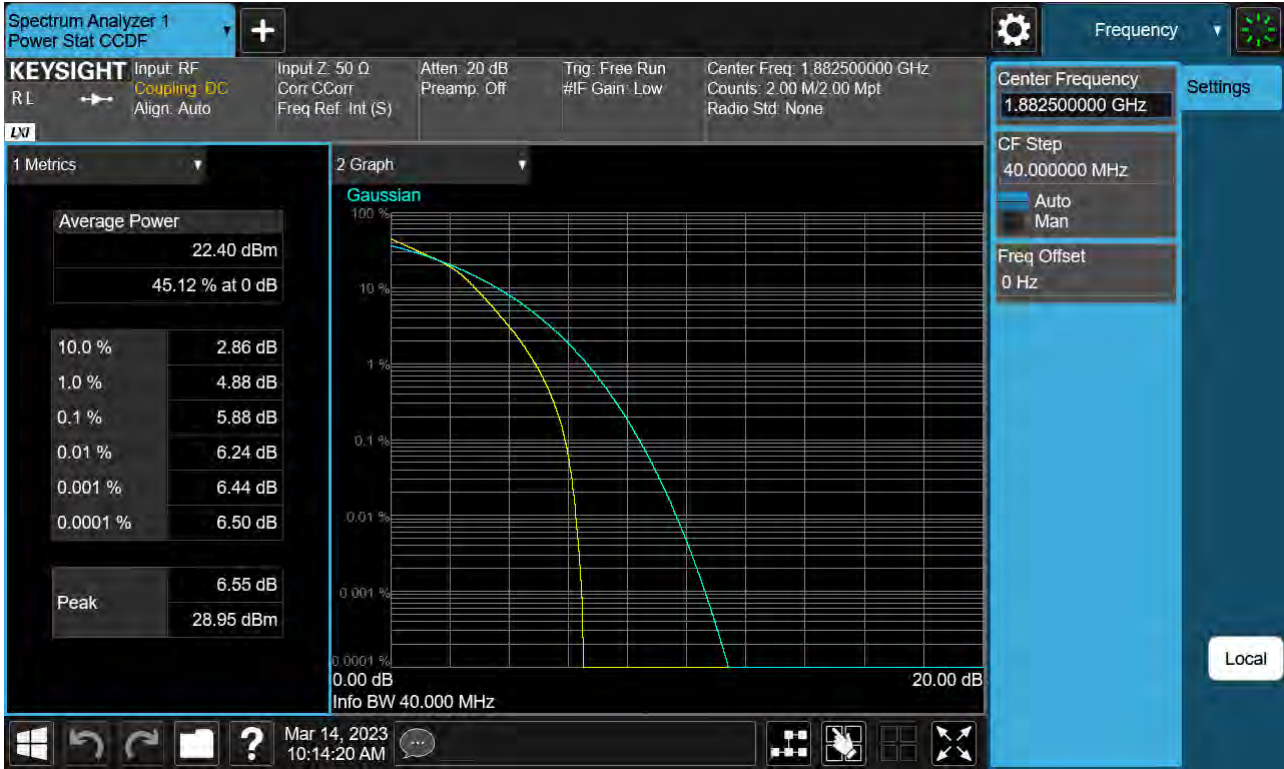 Spectrum Analyzer 1
Power Stat CCDF
Frequency
KEYSIGHT
R L
LXI
Input: RF
Coupling: DC
Align: Auto
Input Z: 50 Ω
Corr CCorr
Freq Ref: Int (S)
Atten: 20 dB
Preamp: Off
Trig: Free Run
#IF Gain: Low
Center Freq: 1.882500000 GHz
Counts: 2.00 M/2.00 Mpt
Radio Std: None
Center Frequency
1.882500000 GHz
Settings
CF Step
40.000000 MHz
Auto
Man
Freq Offset
0 Hz
Local
1 Metrics
Average Power
22.40 dBm
45.12 % at 0 dB
10.0 % 2.86 dB
1.0 % 4.88 dB
0.1 % 5.88 dB
0.01 % 6.24 dB
0.001 % 6.44 dB
0.0001 % 6.50 dB
Peak
6.55 dB
28.95 dBm
2 Graph
Gaussian
100 %
10 %
1 %
0.1 %
0.01 %
0.001 %
0.0001 %
0.00 dB 20.00 dB
Info BW 40.000 MHz
?
Mar 14, 2023
10:14:20 AM